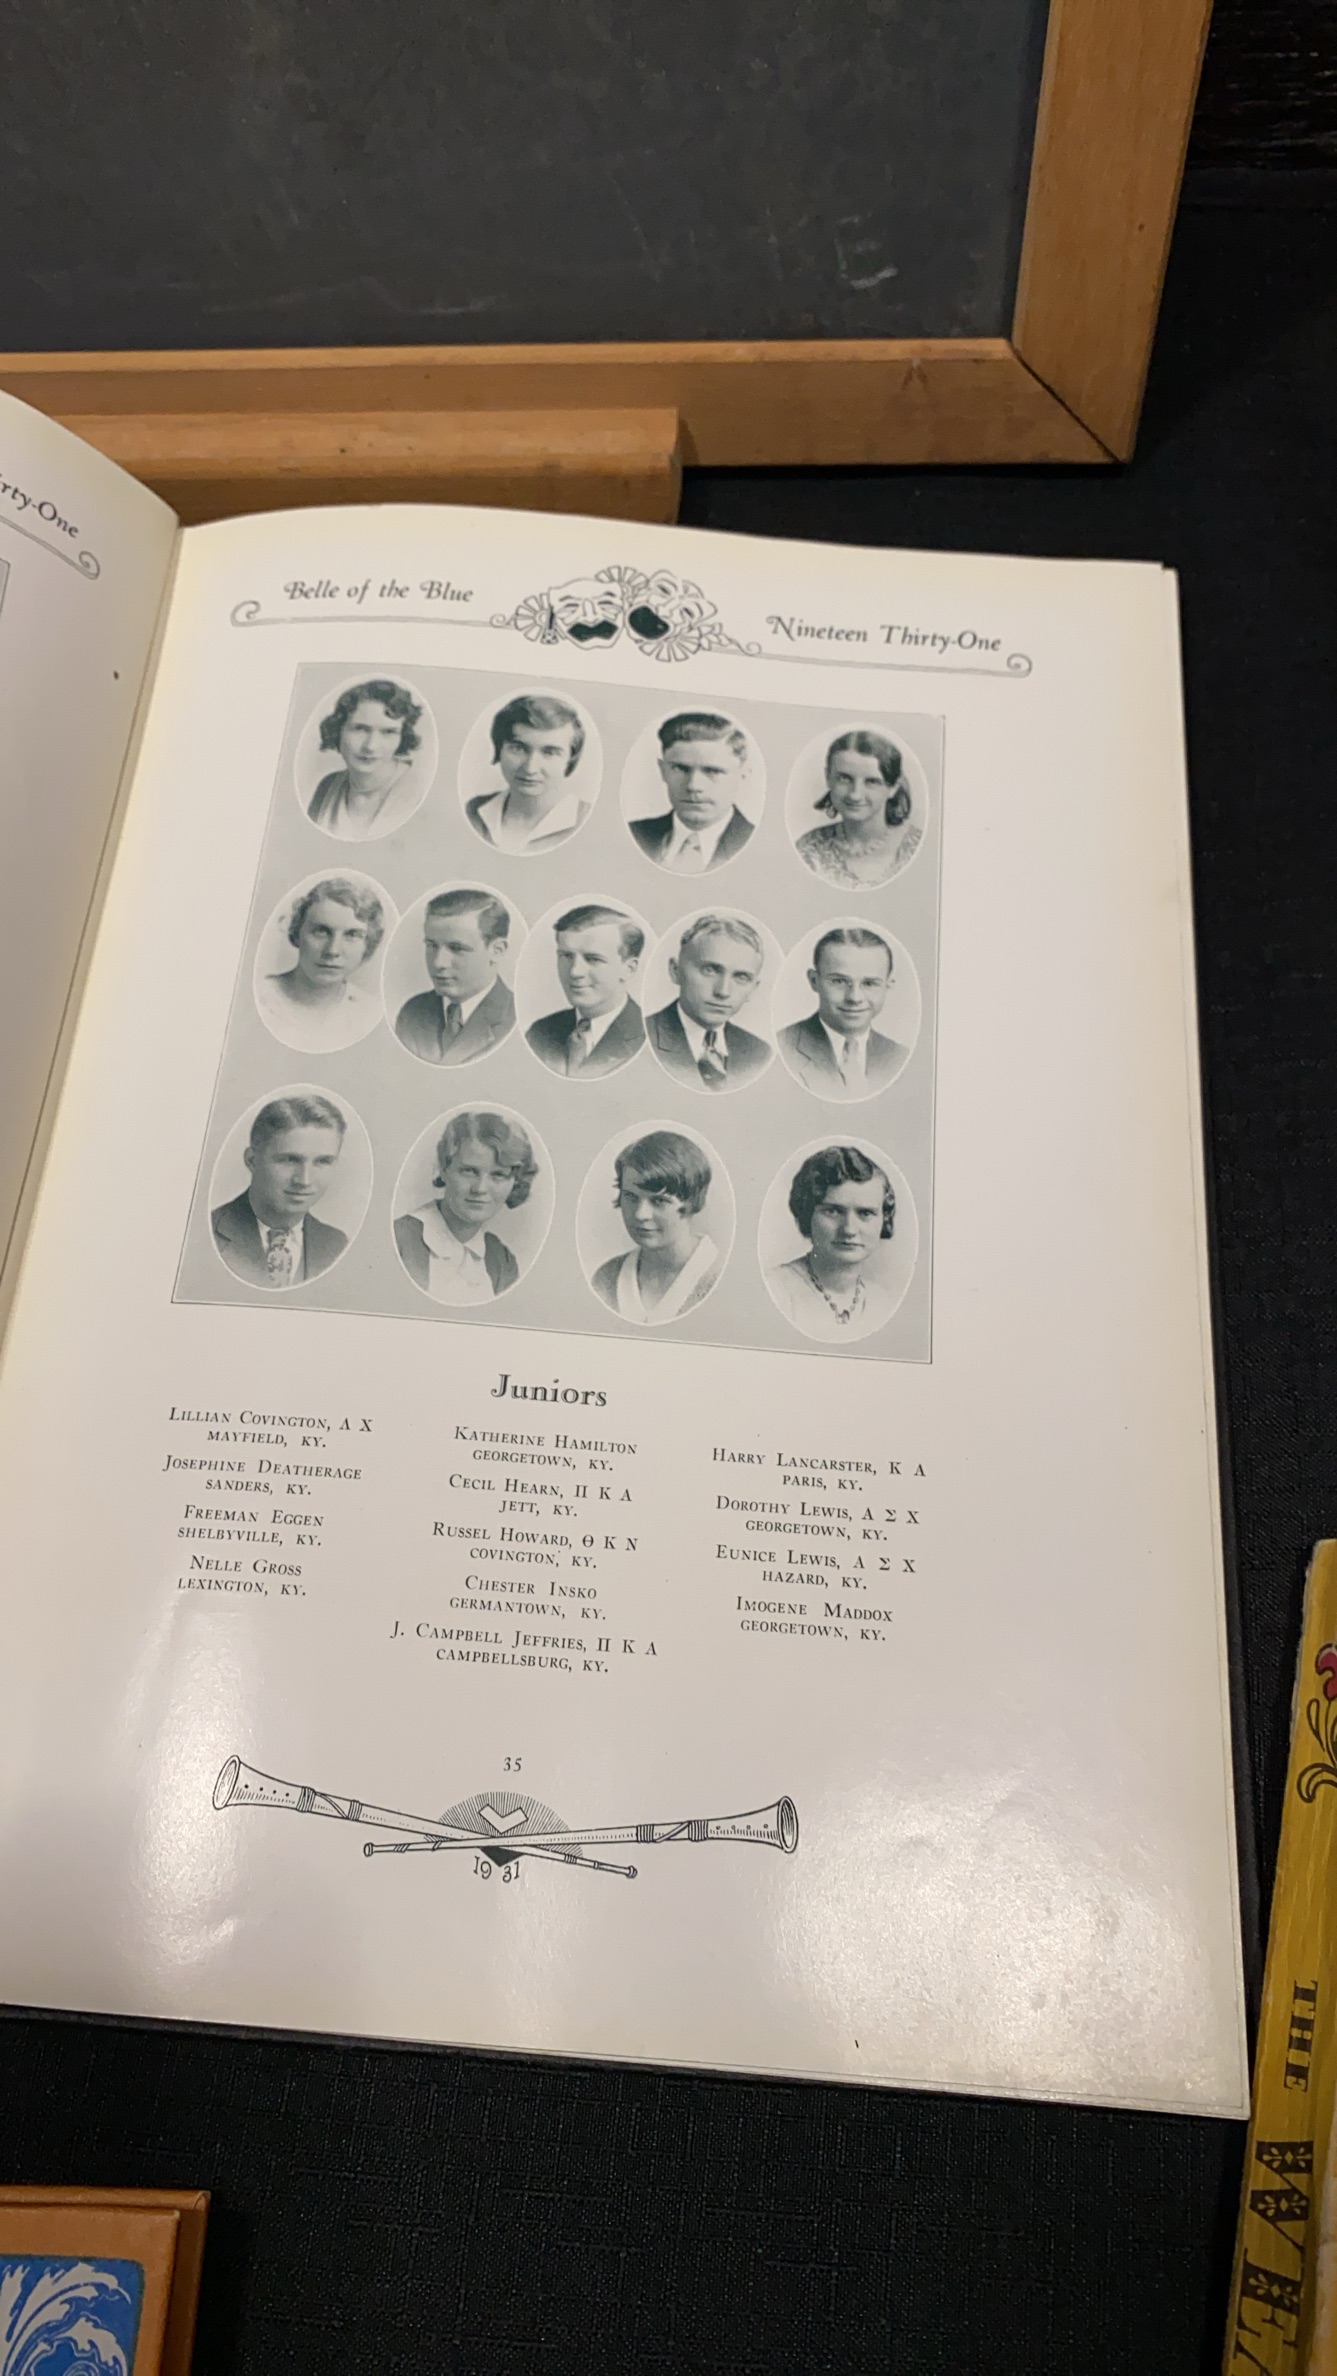 rty-One
Belle of the Blue
Nineteen Thirty-One
Juniors
LILLIAN COVINGTON, Λ X
MAYFIELD, KY.
JOSEPHINE DEATHERAGE
SANDERS, KY.
FREEMAN EGGEN
SHELBYVILLE, KY.
NELLE GROSS
LEXINGTON, KY.
KATHERINE HAMILTON
GEORGETOWN, KY.
CECIL HEARN, Π K A
JETT, KY.
RUSSEL HOWARD, Θ K N
COVINGTON, KY.
CHESTER INSKO
GERMANTOWN, KY.
J. CAMPBELL JEFFRIES, Π K A
CAMPBELLSBURG, KY.
HARRY LANCARSTER, K A
PARIS, KY.
DOROTHY LEWIS, A Σ X
GEORGETOWN, KY.
EUNICE LEWIS, A Σ X
HAZARD, KY.
IMOGENE MADDOX
GEORGETOWN, KY.
35
1931
THE